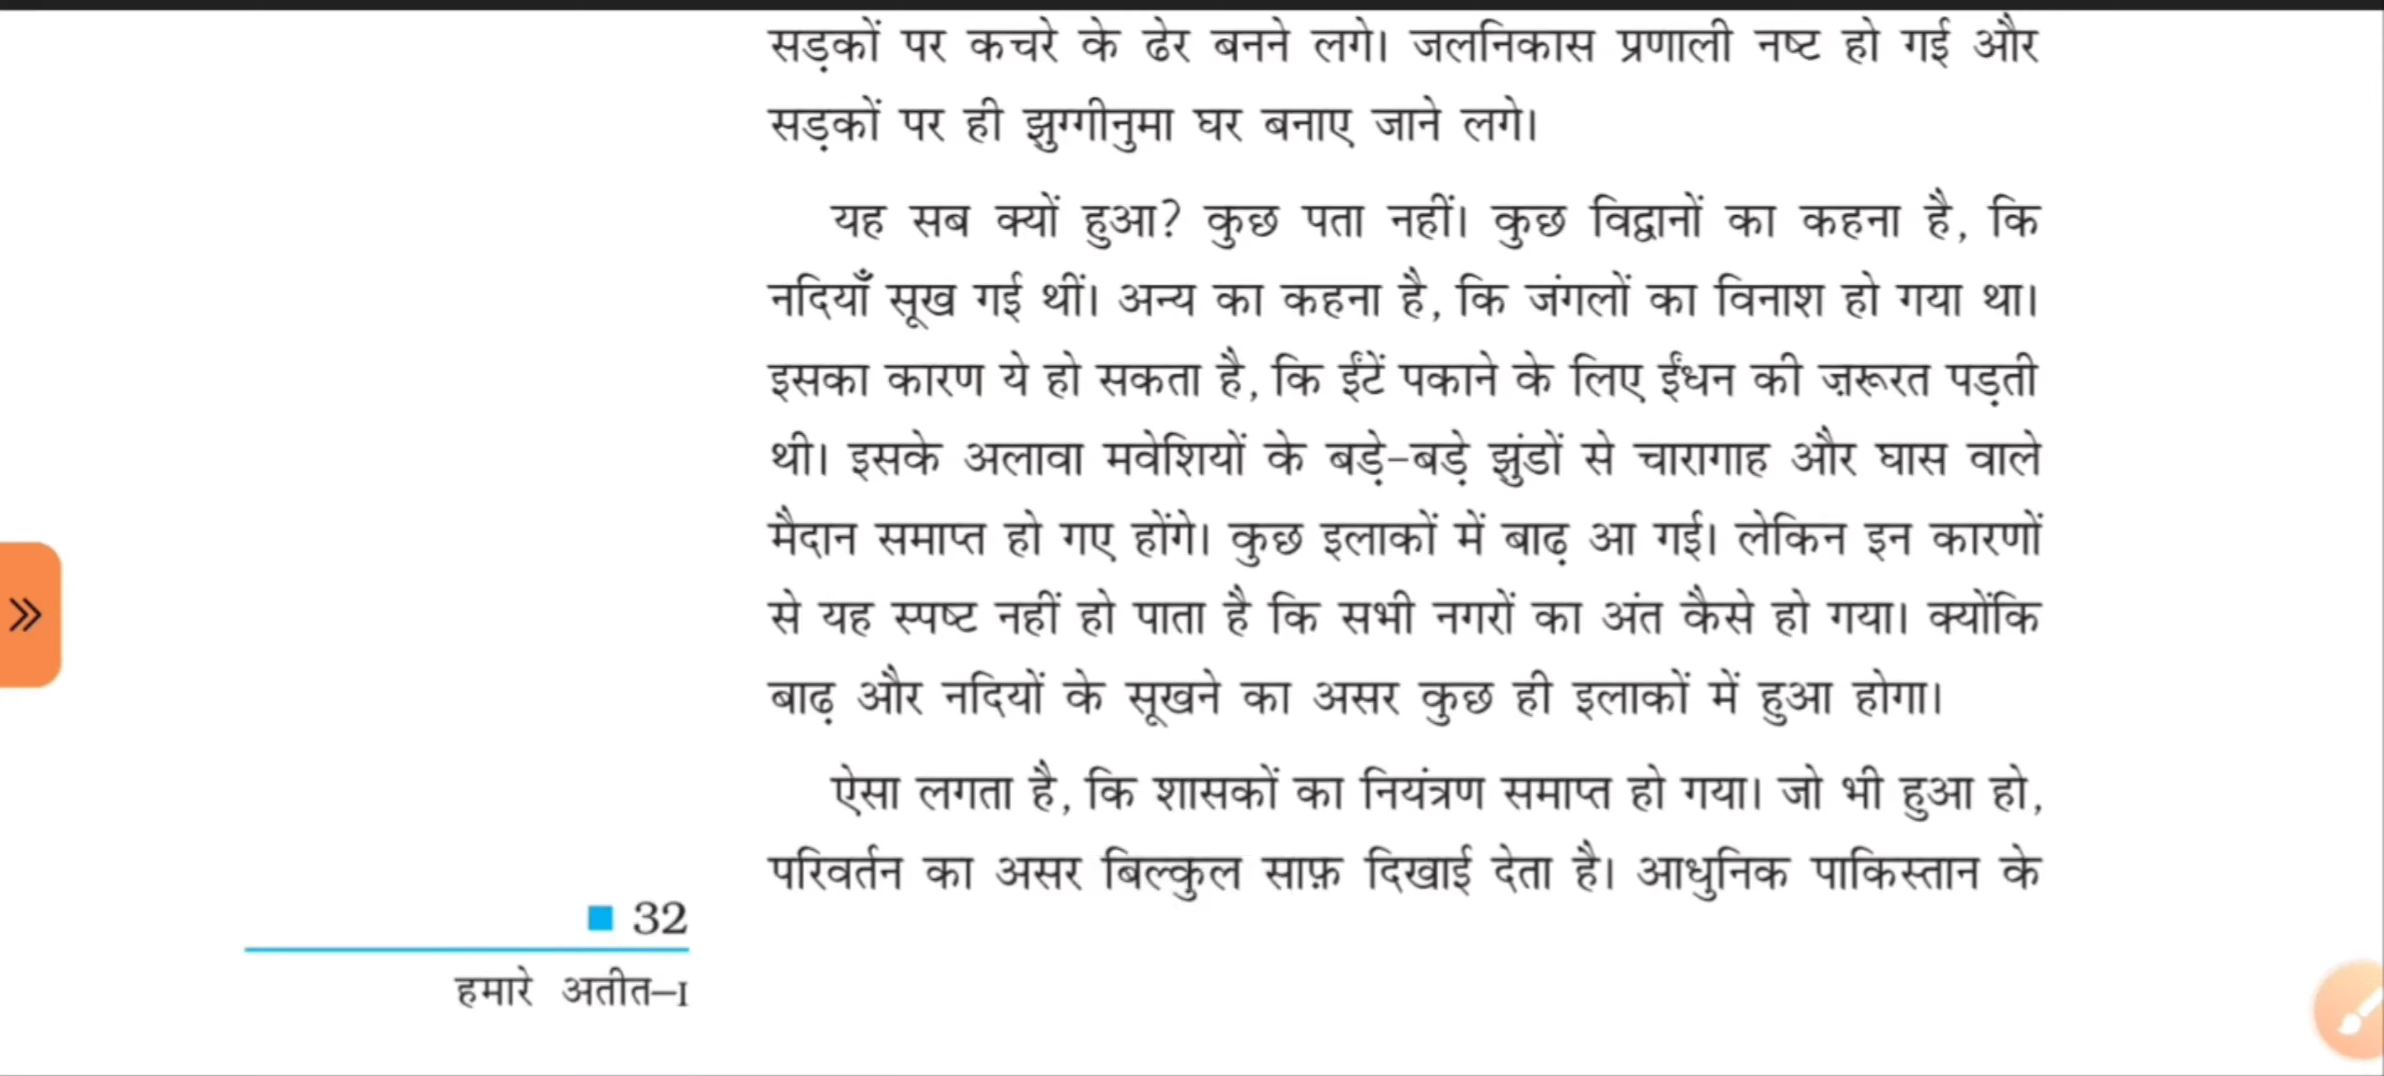 सड़कों पर कचरे के ढेर बनने लगे। जलनिकास प्रणाली नष्ट हो गई और
सड़कों पर ही झुग्गीनुमा घर बनाए जाने लगे।
यह सब क्यों हुआ? कुछ पता नहीं। कुछ विद्वानों का कहना है, कि
नदियाँ सूख गई थीं। अन्य का कहना है, कि जंगलों का विनाश हो गया था।
इसका कारण ये हो सकता है, कि ईंटें पकाने के लिए ईंधन की ज़रूरत पड़ती
थी। इसके अलावा मवेशियों के बड़े-बड़े झुंडों से चारागाह और घास वाले
मैदान समाप्त हो गए होंगे। कुछ इलाकों में बाढ़ आ गई। लेकिन इन कारणों
से यह स्पष्ट नहीं हो पाता है कि सभी नगरों का अंत कैसे हो गया। क्योंकि
बाढ़ और नदियों के सूखने का असर कुछ ही इलाकों में हुआ होगा।
ऐसा लगता है, कि शासकों का नियंत्रण समाप्त हो गया। जो भी हुआ हो,
परिवर्तन का असर बिल्कुल साफ़ दिखाई देता है। आधुनिक पाकिस्तान के
■ 32
हमारे अतीत–I